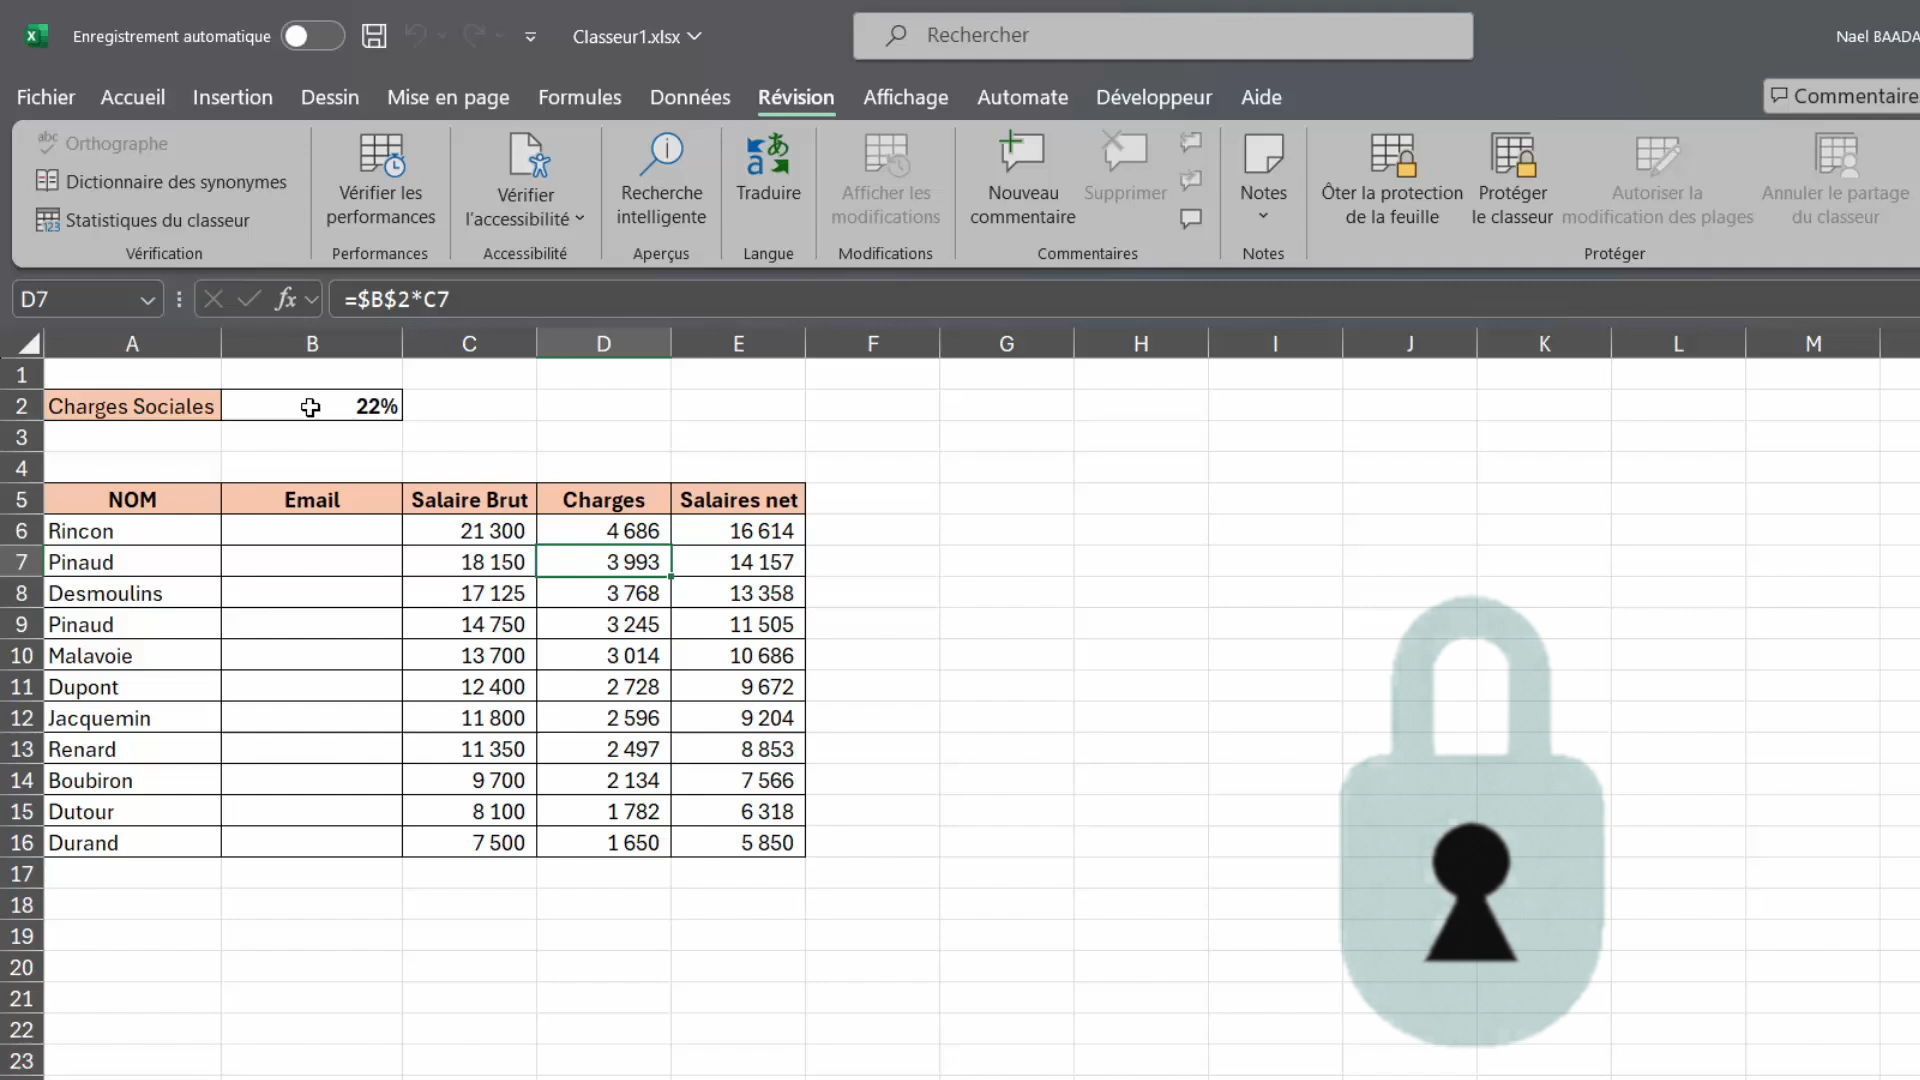 Enregistrement automatique Classeur1.xlsx Rechercher Nael BAADA
Fichier Accueil Insertion Dessin Mise en page Formules Données Révision Affichage Automate Développeur Aide Commentaire
Orthographe
Dictionnaire des synonymes
Statistiques du classeur
Vérification
Vérifier les
performances
Performances
Vérifier
l'accessibilité
Accessibilité
Recherche
intelligente
Aperçus
Traduire
Langue
Afficher les
modifications
Modifications
Nouveau
commentaire
Supprimer
Commentaires
Notes
Notes
Ôter la protection
de la feuille
Protéger
le classeur
Autoriser la
modification des plages
Annuler le partage
du classeur
Protéger
D7 fx =$B$2*C7
A B C D E F G H I J K L M
1
2 Charges Sociales 22%
3
4
5 NOM Email Salaire Brut Charges Salaires net
6 Rincon 21 300 4 686 16 614
7 Pinaud 18 150 3 993 14 157
8 Desmoulins 17 125 3 768 13 358
9 Pinaud 14 750 3 245 11 505
10 Malavoie 13 700 3 014 10 686
11 Dupont 12 400 2 728 9 672
12 Jacquemin 11 800 2 596 9 204
13 Renard 11 350 2 497 8 853
14 Boubiron 9 700 2 134 7 566
15 Dutour 8 100 1 782 6 318
16 Durand 7 500 1 650 5 850
17
18
19
20
21
22
23